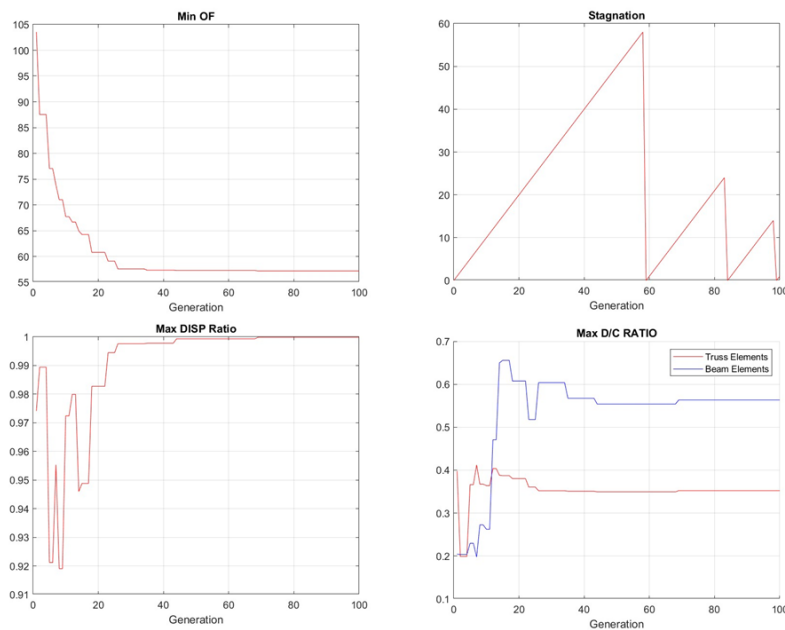 Min OF
105
100
95
90
85
80
75
70
65
60
55
0 20 40 60 80 100
Generation
Stagnation
60
50
40
30
20
10
0
0 20 40 60 80 100
Generation
Max DISP Ratio
1
0.99
0.98
0.97
0.96
0.95
0.94
0.93
0.92
0.91
0 20 40 60 80 100
Generation
Max D/C RATIO
Truss Elements
Beam Elements
0.7
0.6
0.5
0.4
0.3
0.2
0.1
0 20 40 60 80 100
Generation